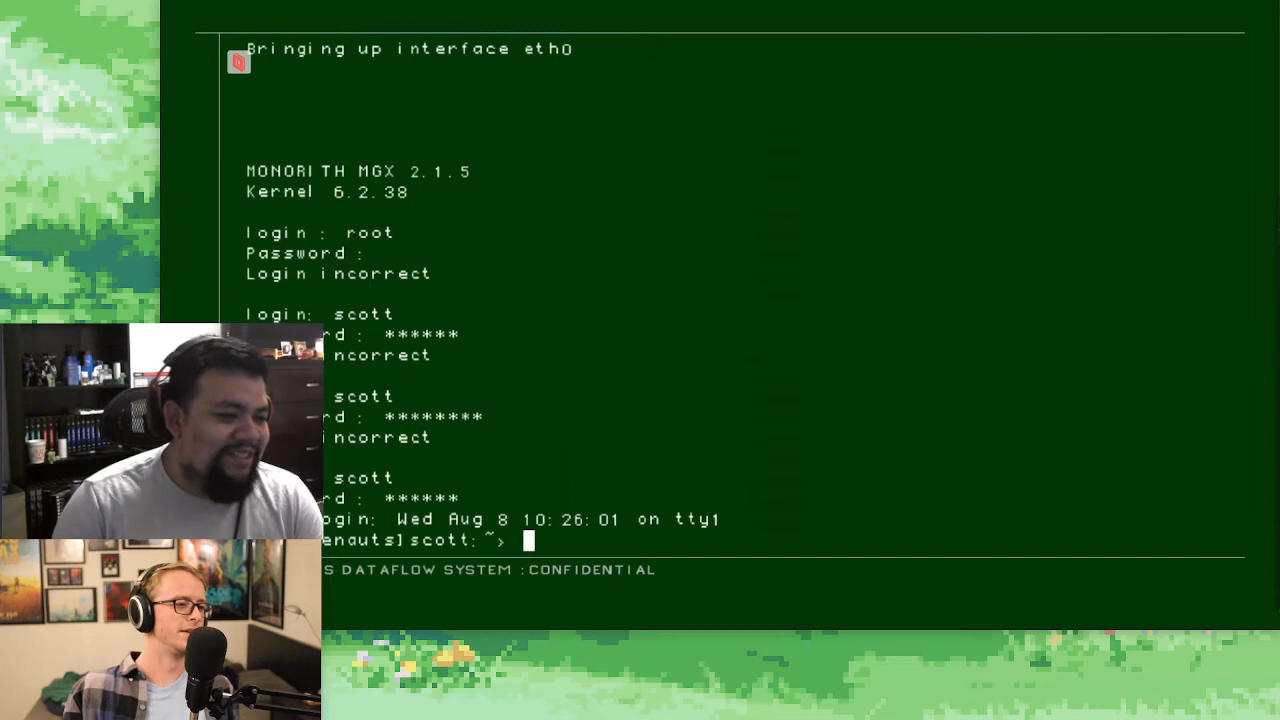 Bringing up interface eth0
MONORITH MGX 2.1.5
Kernel 6.2.38
login : root
Password :
Login incorrect
login: scott
rd : ******
ncorrect
scott
rd : ********
ncorrect
scott
rd : ******
ogin: Wed Aug 8 10:26:01 on tty1
enauts]scott:~>
S DATAFLOW SYSTEM :CONFIDENTIAL